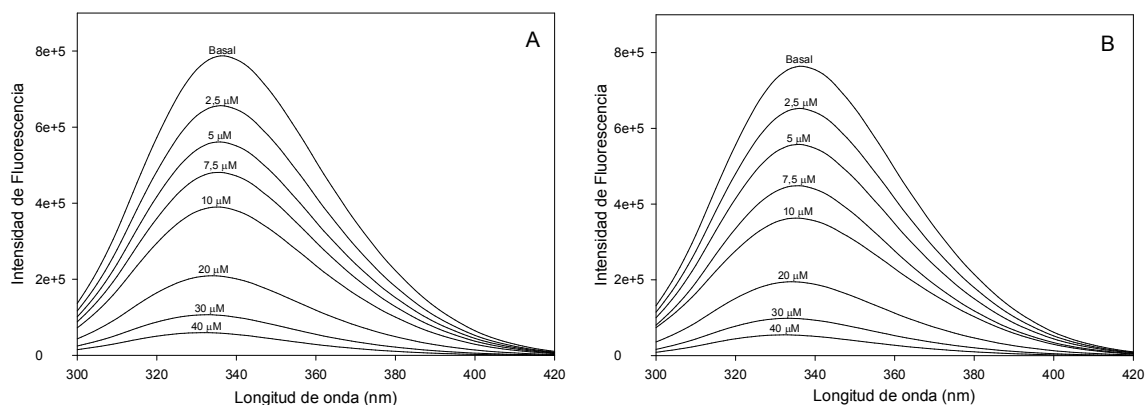 A
Intensidad de Fluorescencia
8e+5
6e+5
4e+5
2e+5
0
Basal
2,5 µM
5 µM
7,5 µM
10 µM
20 µM
30 µM
40 µM
300 320 340 360 380 400 420
Longitud de onda (nm)
B
Intensidad de Fluorescencia
8e+5
6e+5
4e+5
2e+5
0
Basal
2,5 µM
5 µM
7,5 µM
10 µM
20 µM
30 µM
40 µM
300 320 340 360 380 400 420
Longitud de onda (nm)